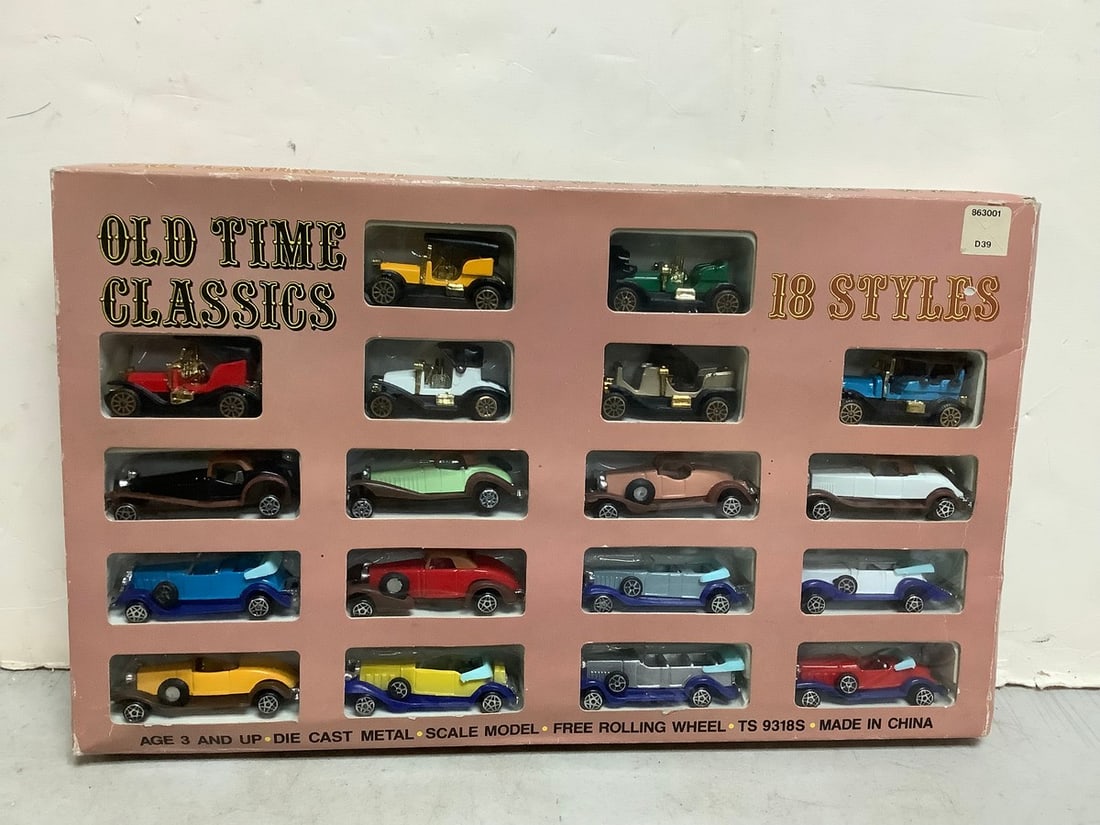 OLD TIME
CLASSICS
863001
D39
18 STYLES
AGE 3 AND UP • DIE CAST METAL • SCALE MODEL • FREE ROLLING WHEEL • TS 9318S • MADE IN CHINA